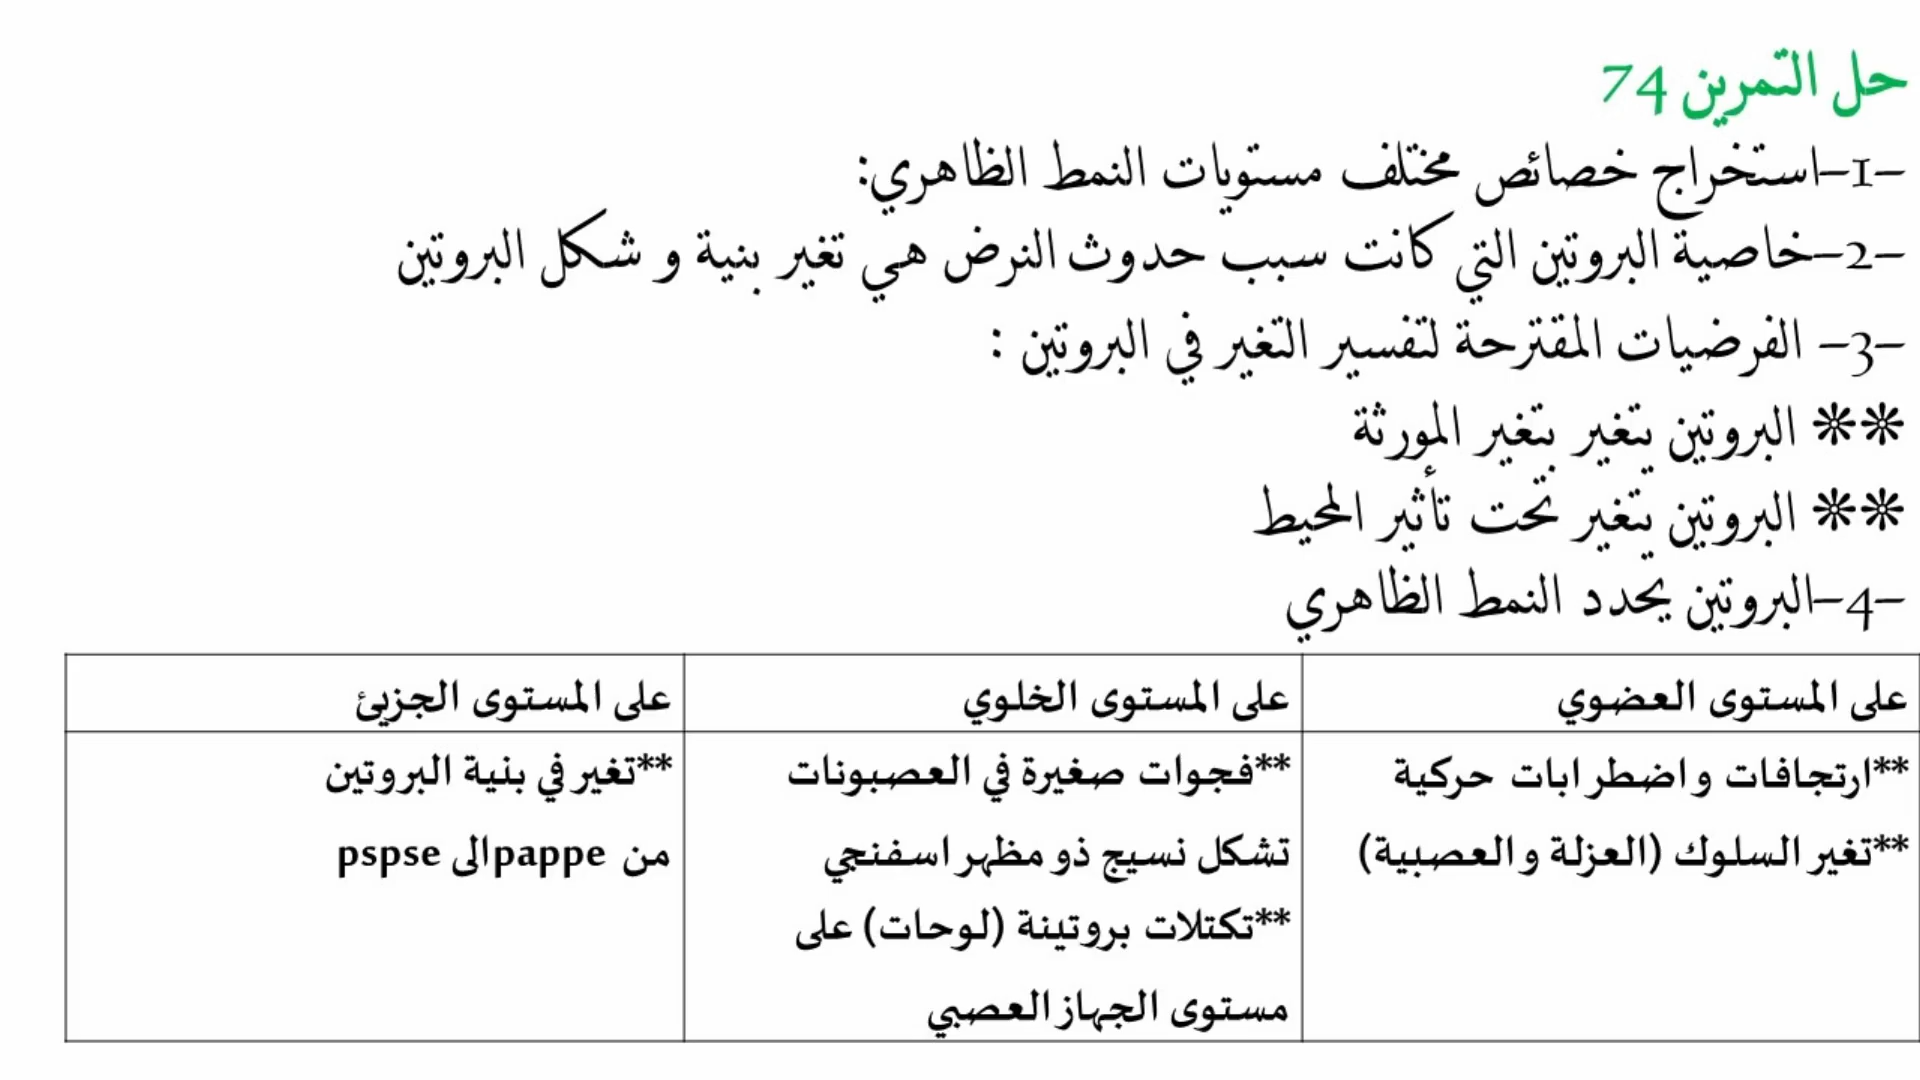 حل التمرين 74
-1-استخراج خصائص مختلف مستويات النمط الظاهري:
-2-خاصية البروتين التي كانت سبب حدوث النرض هي تغير بنية و شكل البروتين
-3- الفرضيات المقترحة لتفسير التغير في البروتين :
** البروتين يتغير بتغير المورثة
** البروتين يتغير تحت تأثير المحيط
-4-البروتين يحدد النمط الظاهري
على المستوى العضوي
على المستوى الخلوي
على المستوى الجزيئ
**ارتجافات و اضطرابات حركية
**تغير السلوك (العزلة و العصبية)
**فجوات صغيرة في العصبونات
تشكل نسيج ذو مظهر اسفنجي
**تكتلات بروتينة (لوحات) على
مستوى الجهاز العصبي
**تغير في بنية البروتين
من pappe الى pspse